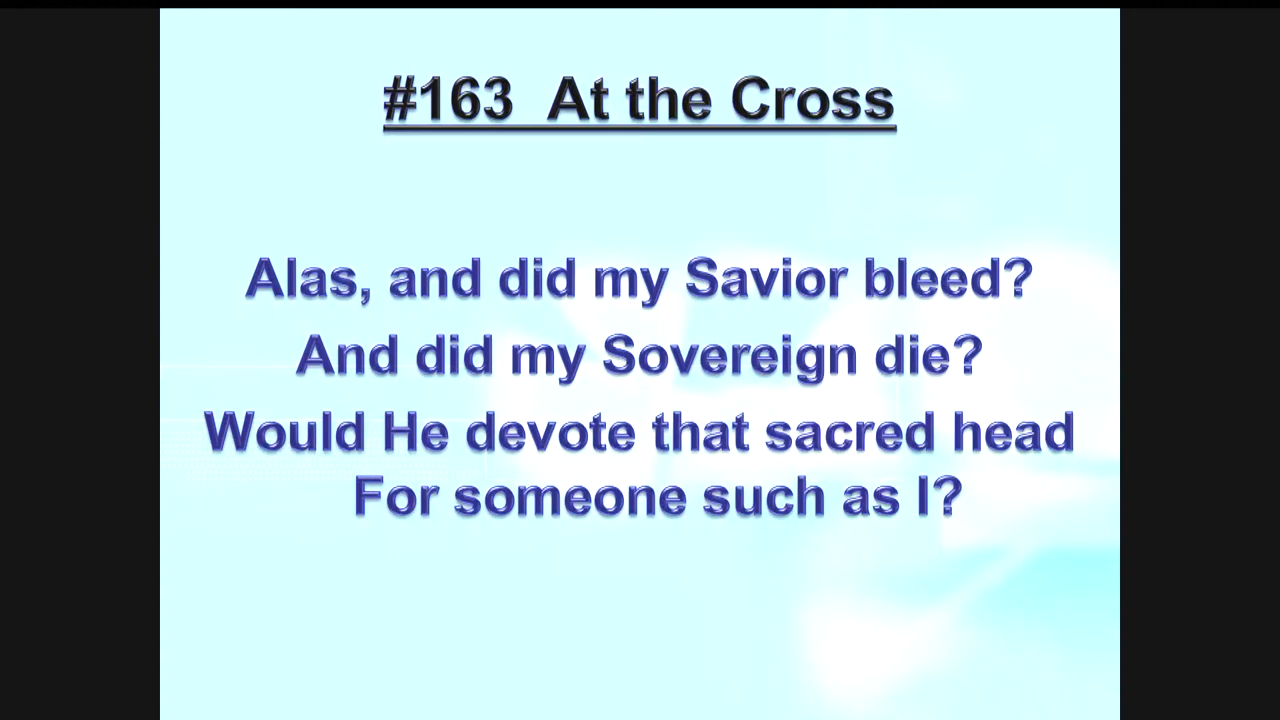 #163 At the Cross
Alas, and did my Savior bleed?
And did my Sovereign die?
Would He devote that sacred head
For someone such as I?